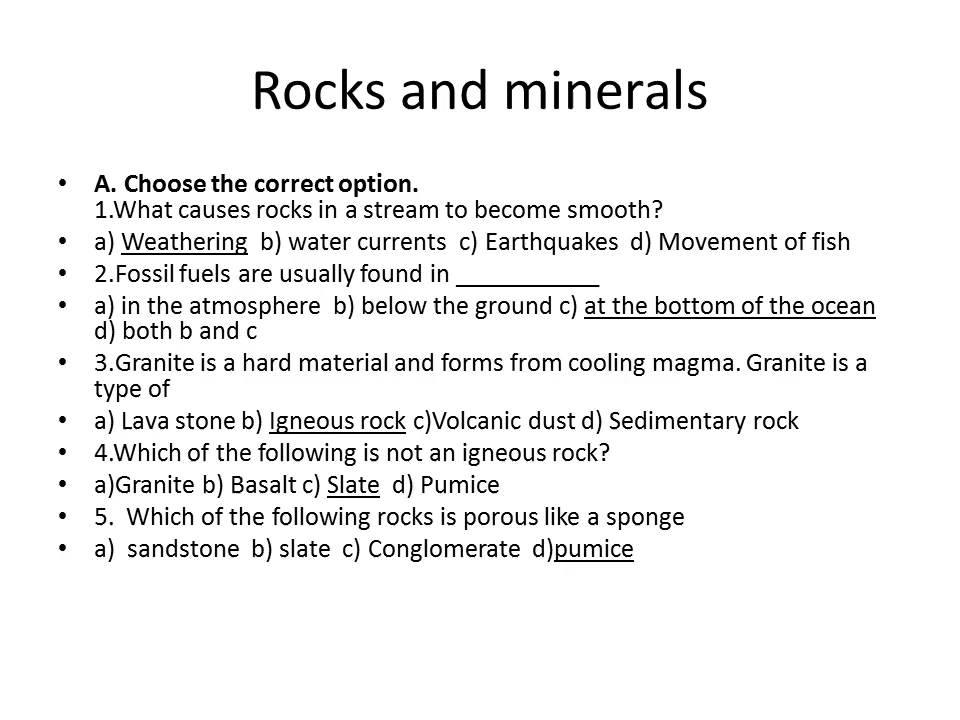 Rocks and minerals
• A. Choose the correct option.
1.What causes rocks in a stream to become smooth?
• a) Weathering  b) water currents  c) Earthquakes  d) Movement of fish
• 2.Fossil fuels are usually found in ___________
• a) in the atmosphere  b) below the ground c) at the bottom of the ocean
d) both b and c
• 3.Granite is a hard material and forms from cooling magma. Granite is a
type of
• a) Lava stone b) Igneous rock c)Volcanic dust d) Sedimentary rock
• 4.Which of the following is not an igneous rock?
• a)Granite b) Basalt c) Slate  d) Pumice
• 5.  Which of the following rocks is porous like a sponge
• a)  sandstone  b) slate  c) Conglomerate  d)pumice